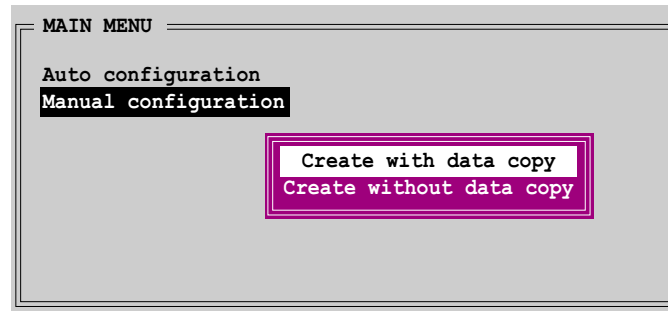 MAIN MENU
Auto configuration
Manual configuration
Create with data copy
Create without data copy